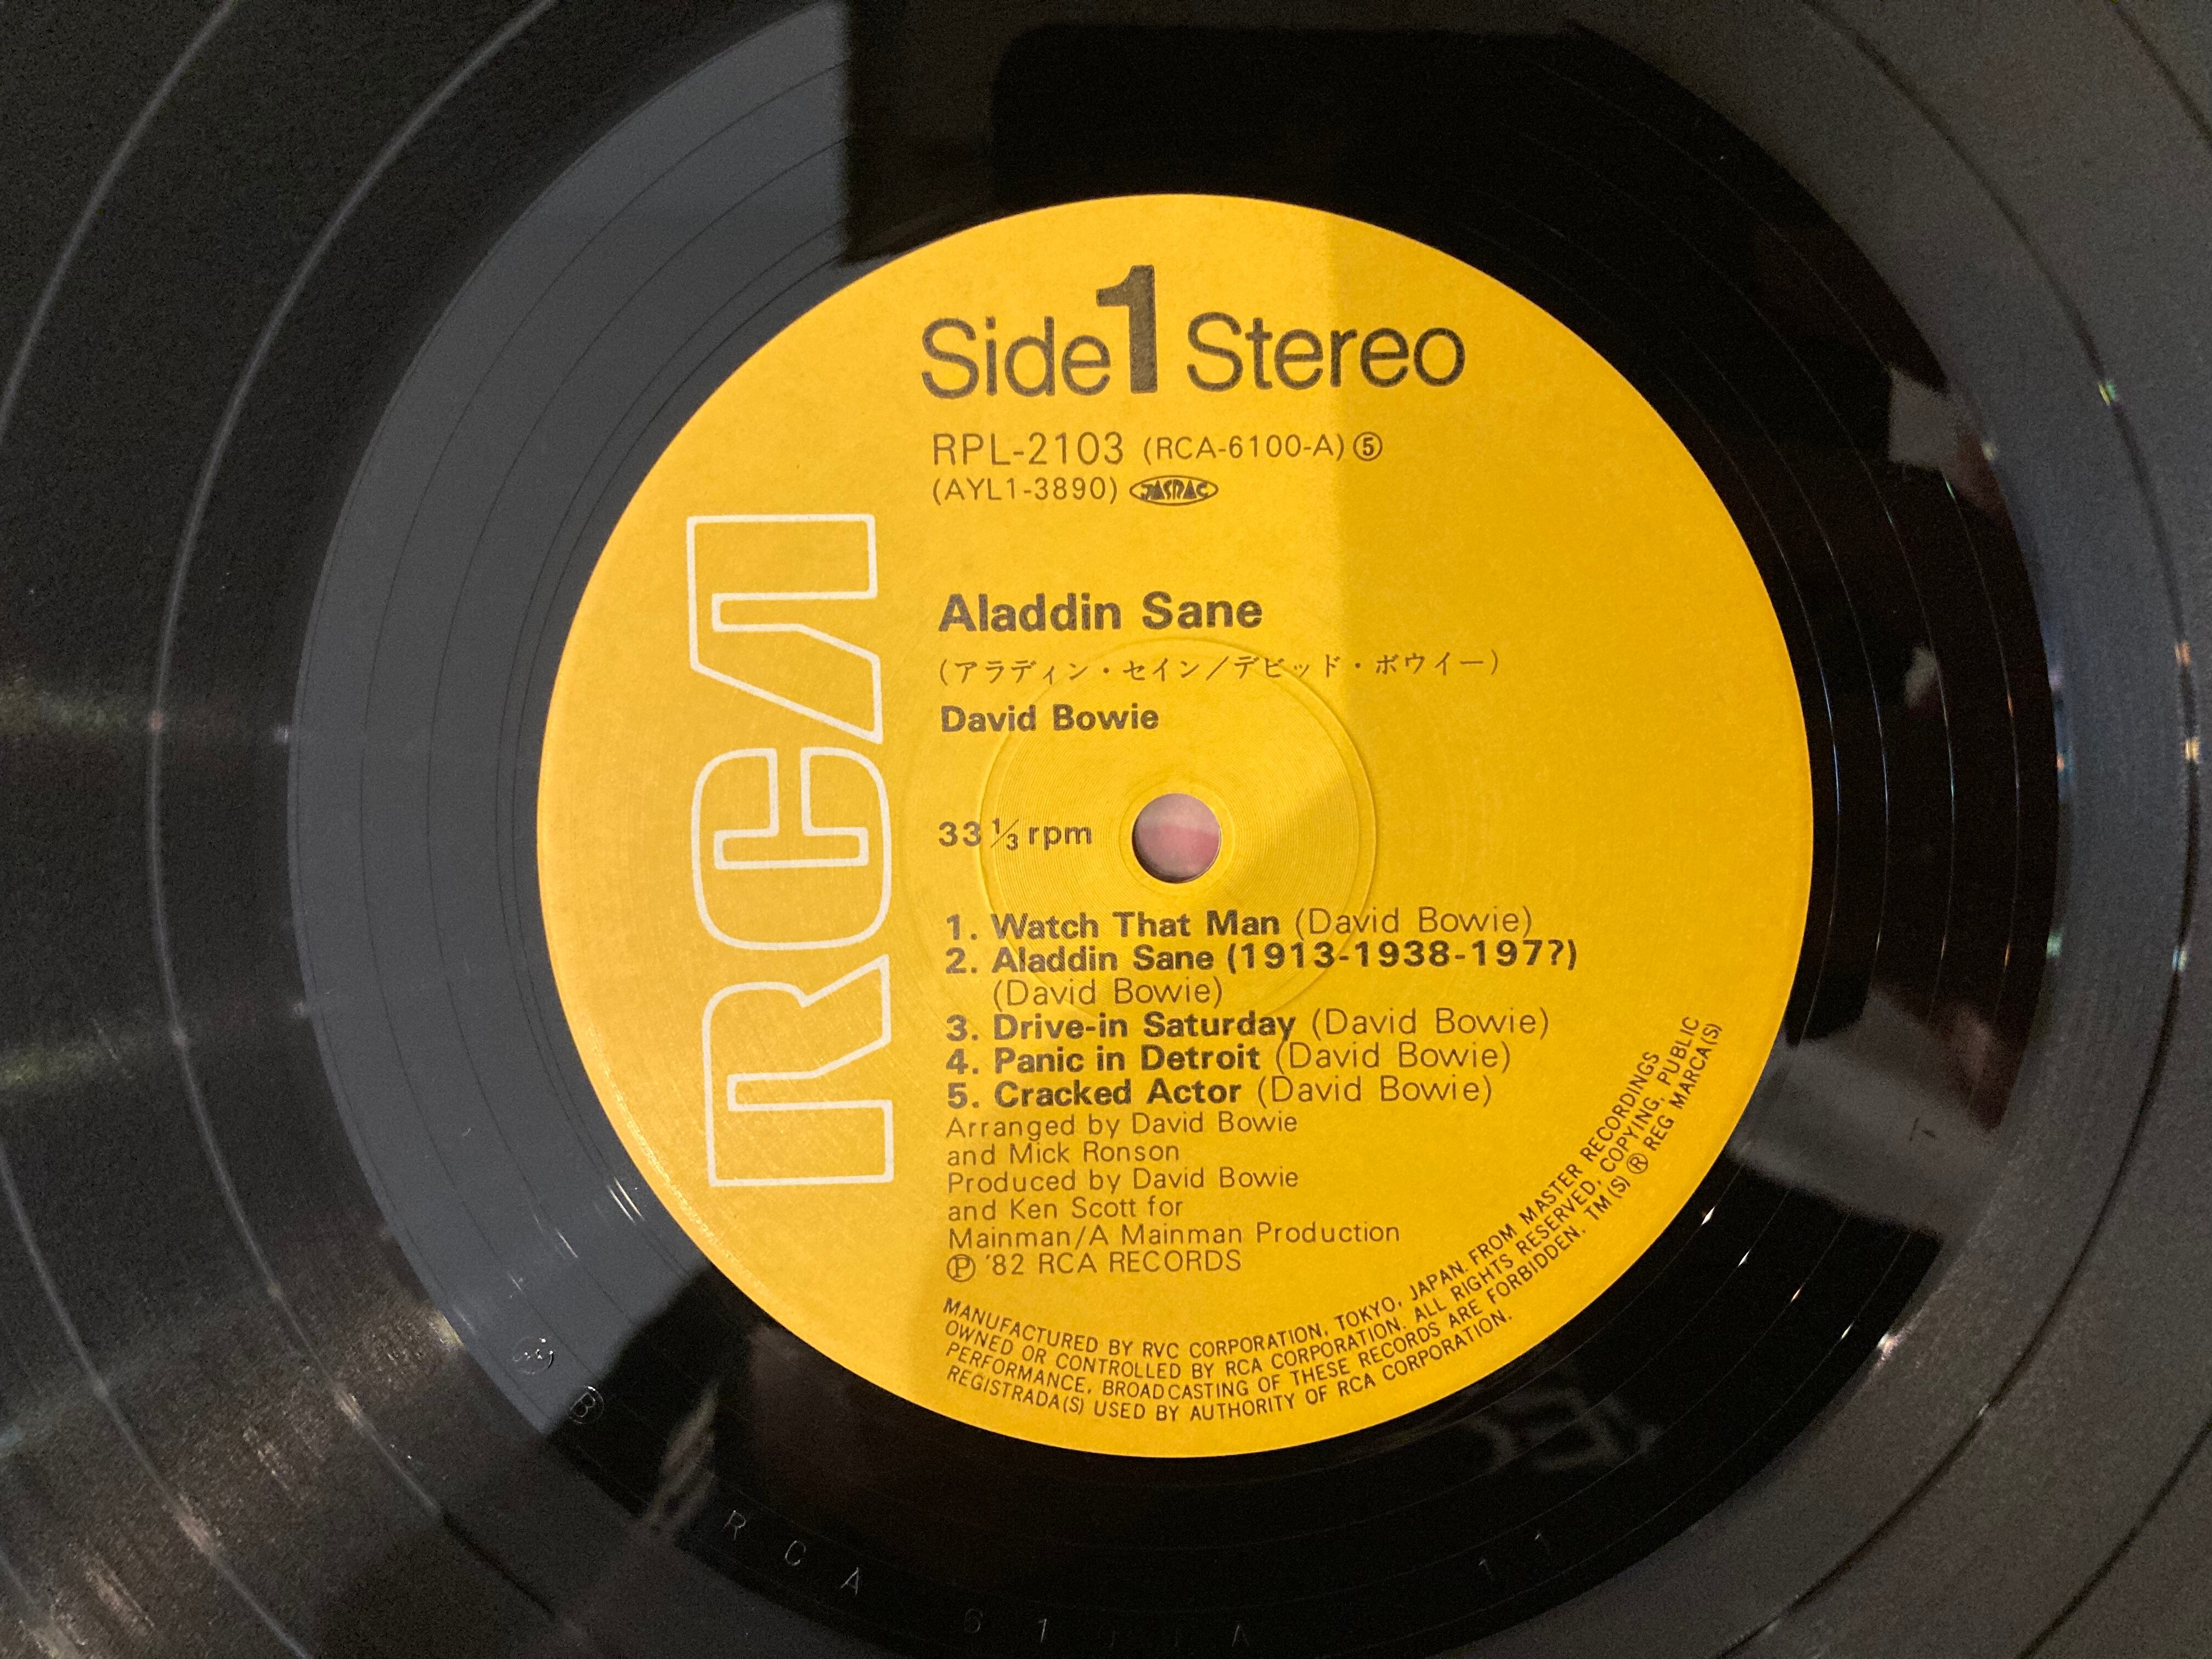 Side 1 Stereo
RPL-2103 (RCA-6100-A) ⑤
(AYL1-3890) JASRAC
RCA
Aladdin Sane
(アラディン・セイン/デビッド・ボウイー)
David Bowie
33 1/3 rpm
1. Watch That Man (David Bowie)
2. Aladdin Sane (1913-1938-197?)
(David Bowie)
3. Drive-in Saturday (David Bowie)
4. Panic in Detroit (David Bowie)
5. Cracked Actor (David Bowie)
Arranged by David Bowie
and Mick Ronson
Produced by David Bowie
and Ken Scott for
Mainman/A Mainman Production
Ⓟ '82 RCA RECORDS
MANUFACTURED BY RVC CORPORATION, TOKYO, JAPAN. FROM MASTER RECORDINGS
OWNED OR CONTROLLED BY RCA CORPORATION. ALL RIGHTS RESERVED, COPYING, PUBLIC
PERFORMANCE, BROADCASTING OF THESE RECORDS ARE FORBIDDEN. TM(S) ® REG MARCA(S)
REGISTRADA(S) USED BY AUTHORITY OF RCA CORPORATION.
Ⓑ
RCA
11